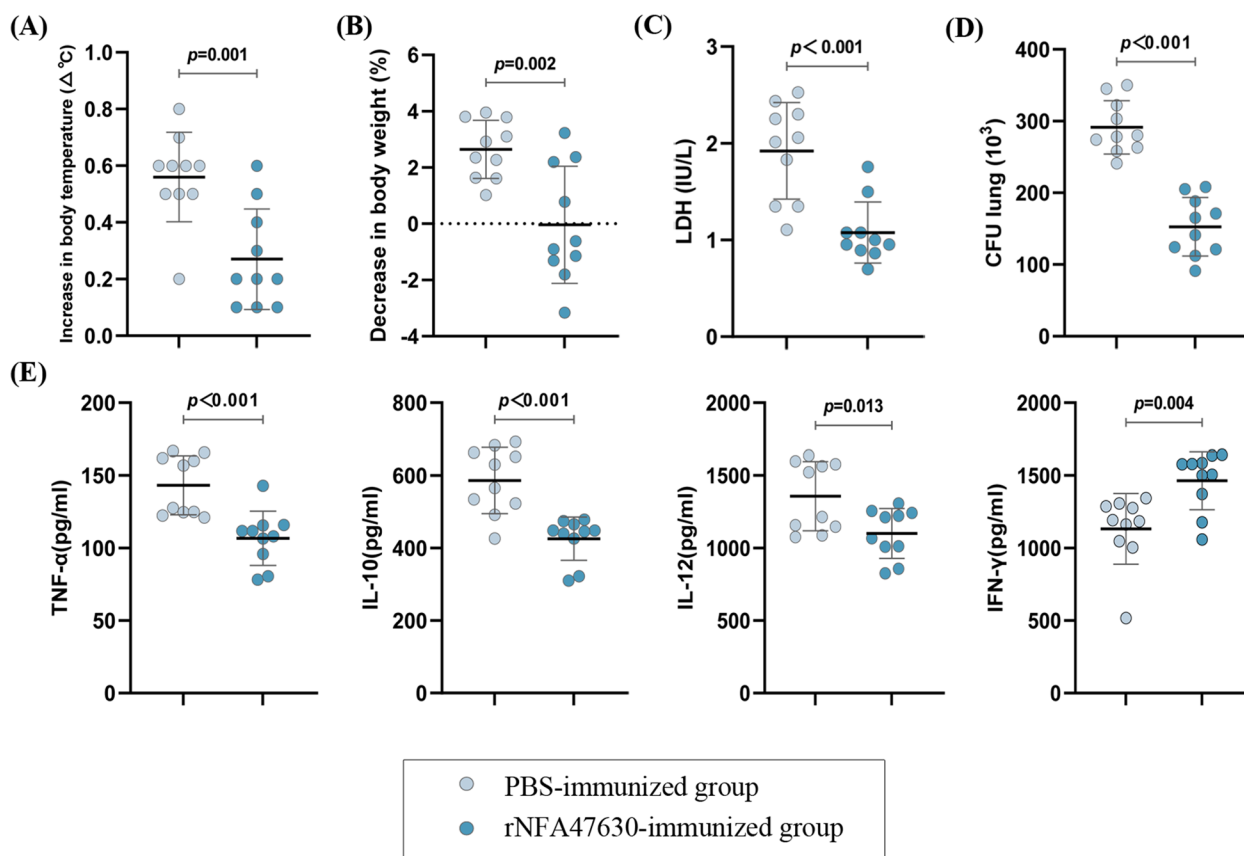 (A)
Increase in body temperature (△℃)
1.0
0.8
0.6
0.4
0.2
0.0
p=0.001
(B)
Decrease in body weight (%)
6
4
2
0
-2
-4
p=0.002
(C)
LDH (IU/L)
3
2
1
0
p< 0.001
(D)
CFU lung (10³)
400
300
200
100
0
p<0.001
(E)
TNF-α(pg/ml)
200
150
100
50
0
p<0.001
IL-10(pg/ml)
800
600
400
200
0
p<0.001
IL-12(pg/ml)
2000
1500
1000
500
0
p=0.013
IFN-γ(pg/ml)
2000
1500
1000
500
0
p=0.004
PBS-immunized group
rNFA47630-immunized group